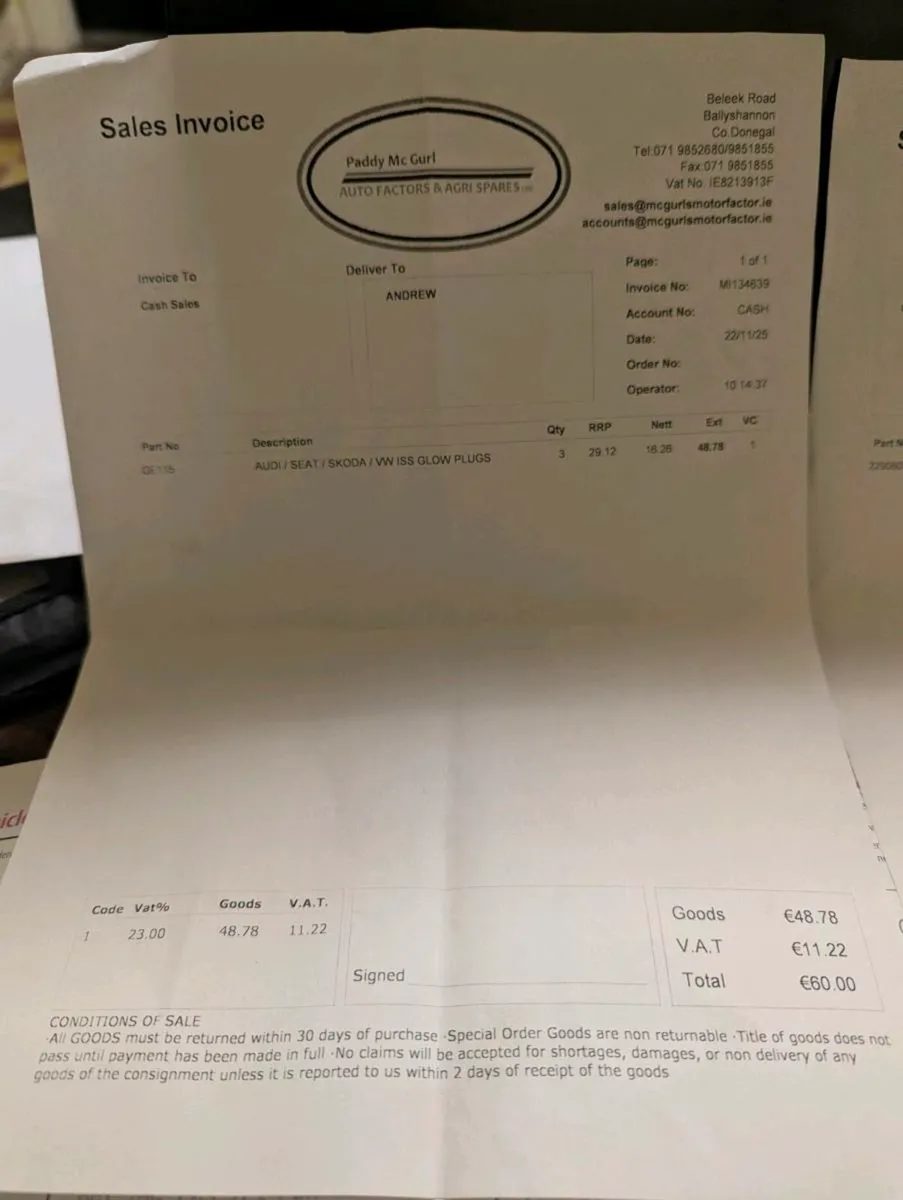 Sales Invoice
Paddy Mc Gurl
AUTO FACTORS & AGRI SPARES
Beleek Road
Ballyshannon
Co.Donegal
Tel:071 9852680/9851855
Fax:071 9851855
Vat No. IE8213913F
sales@mcgurlsmotorfactor.ie
accounts@mcgurlsmotorfactor.ie
Invoice To
Cash Sales
Deliver To
ANDREW
Page: 1 of 1
Invoice No: MI134639
Account No: CASH
Date: 22/11/25
Order No:
Operator: 10:14:37
Part No Description Qty RRP Nett Ext VC
AUDI / SEAT / SKODA / VW ISS GLOW PLUGS 3 29.12 16.26 48.78 1
Part
Code Vat% Goods V.A.T.
1 23.00 48.78 11.22
Signed
Goods €48.78
V.A.T €11.22
Total €60.00
CONDITIONS OF SALE
·All GOODS must be returned within 30 days of purchase ·Special Order Goods are non returnable ·Title of goods does not
pass until payment has been made in full ·No claims will be accepted for shortages, damages, or non delivery of any
goods of the consignment unless it is reported to us within 2 days of receipt of the goods